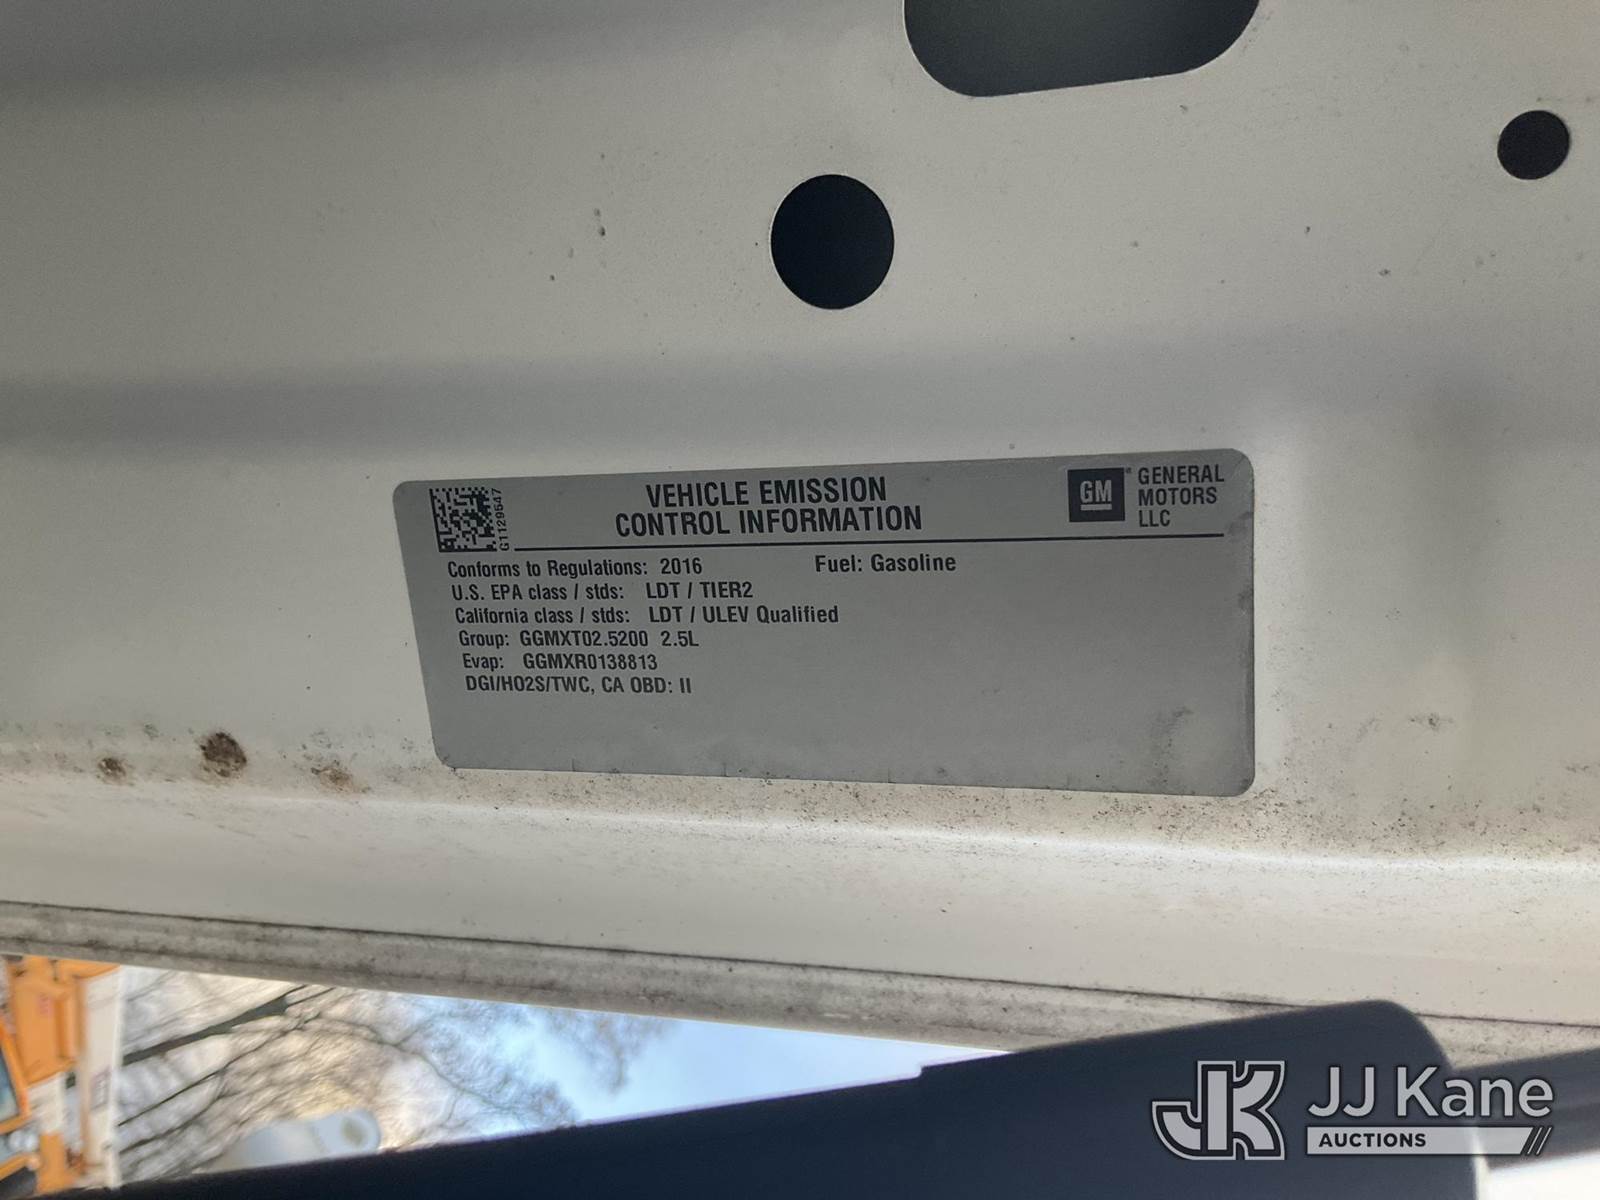 G1129547
VEHICLE EMISSION
CONTROL INFORMATION
GM
GENERAL
MOTORS
LLC
Conforms to Regulations: 2016 Fuel: Gasoline
U.S. EPA class / stds: LDT / TIER2
California class / stds: LDT / ULEV Qualified
Group: GGMXT02.5200 2.5L
Evap: GGMXR0138813
DGI/HO2S/TWC, CA OBD: II
JK JJ Kane
AUCTIONS